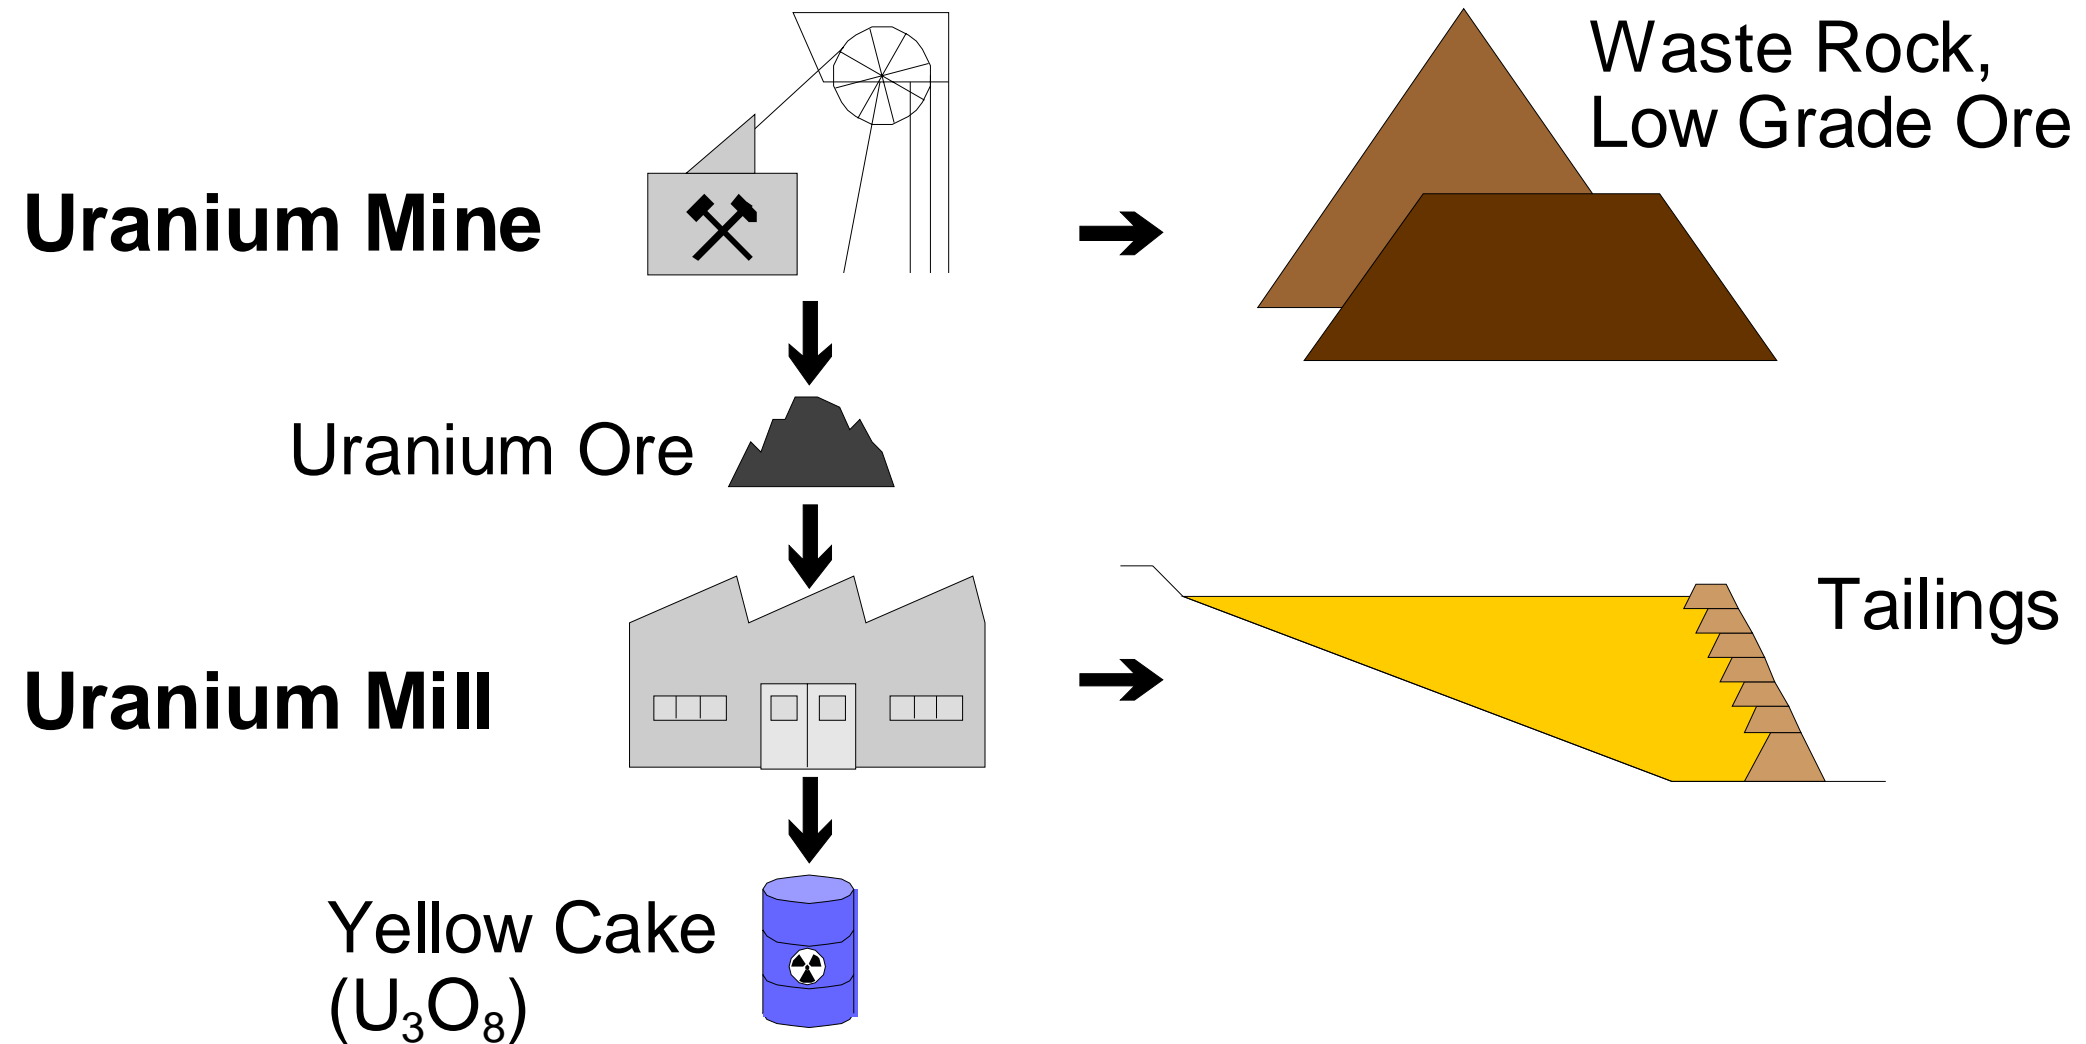 Waste Rock,
Low Grade Ore
Uranium Mine
Uranium Ore
Tailings
Uranium Mill
Yellow Cake
(U₃O₈)